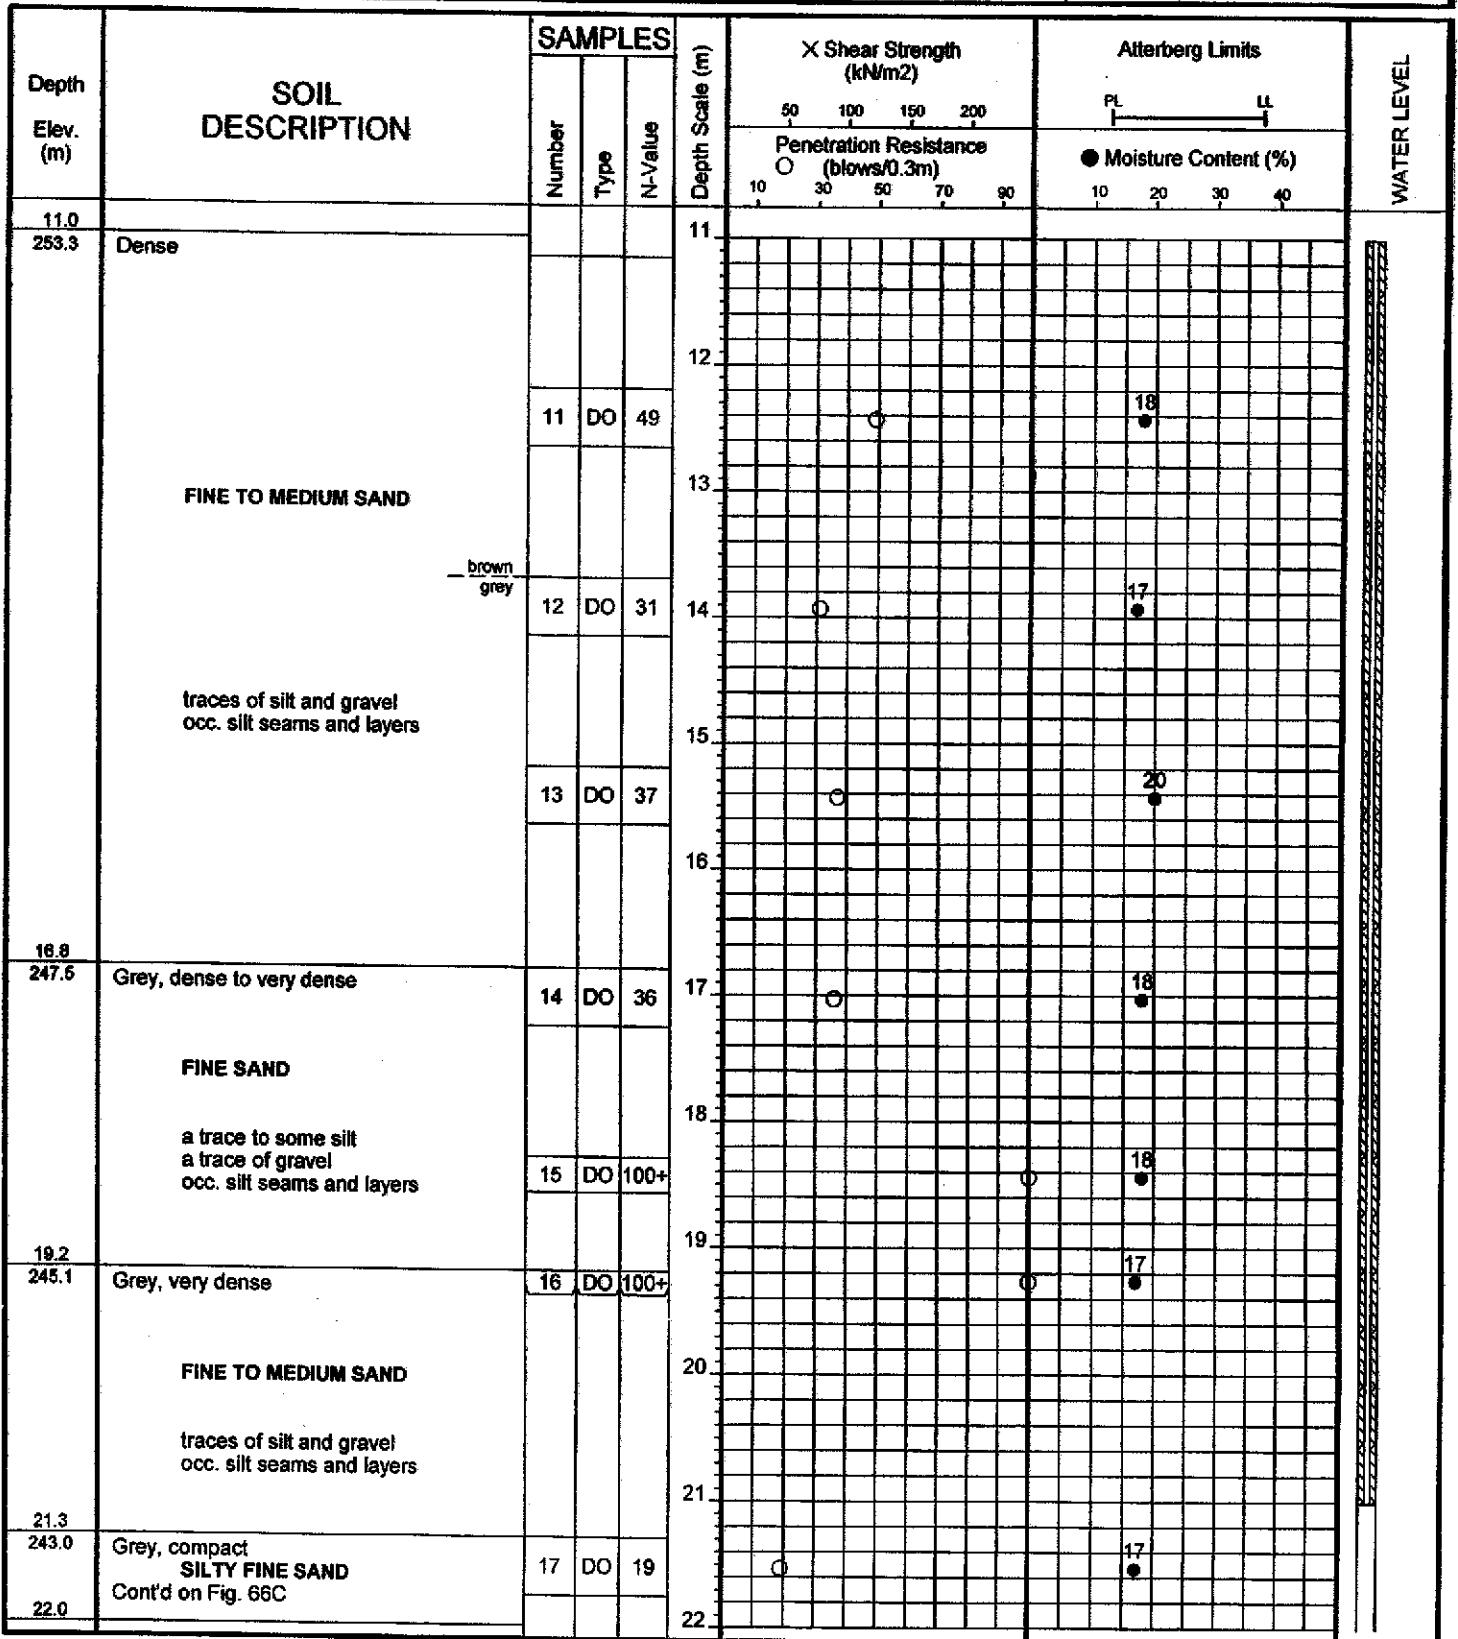 Depth
Elev.
(m)
SOIL
DESCRIPTION
SAMPLES
Number
Type
N-Value
Depth Scale (m)
X Shear Strength
(kN/m2)
50 100 150 200
Penetration Resistance
O (blows/0.3m)
10 30 50 70 90
Atterberg Limits
PL LL
● Moisture Content (%)
10 20 30 40
WATER LEVEL
11.0
253.3 Dense
11
12
11 DO 49
18
FINE TO MEDIUM SAND
13
brown
grey
12 DO 31
14
17
traces of silt and gravel
occ. silt seams and layers
15
13 DO 37
20
16
16.8
247.5 Grey, dense to very dense
14 DO 36
17
18
FINE SAND
18
a trace to some silt
a trace of gravel
occ. silt seams and layers
15 DO 100+
18
19
19.2
245.1 Grey, very dense
16 DO 100+
17
20
FINE TO MEDIUM SAND
traces of silt and gravel
occ. silt seams and layers
21
21.3
243.0 Grey, compact
SILTY FINE SAND
17 DO 19
17
Cont'd on Fig. 66C
22.0
22